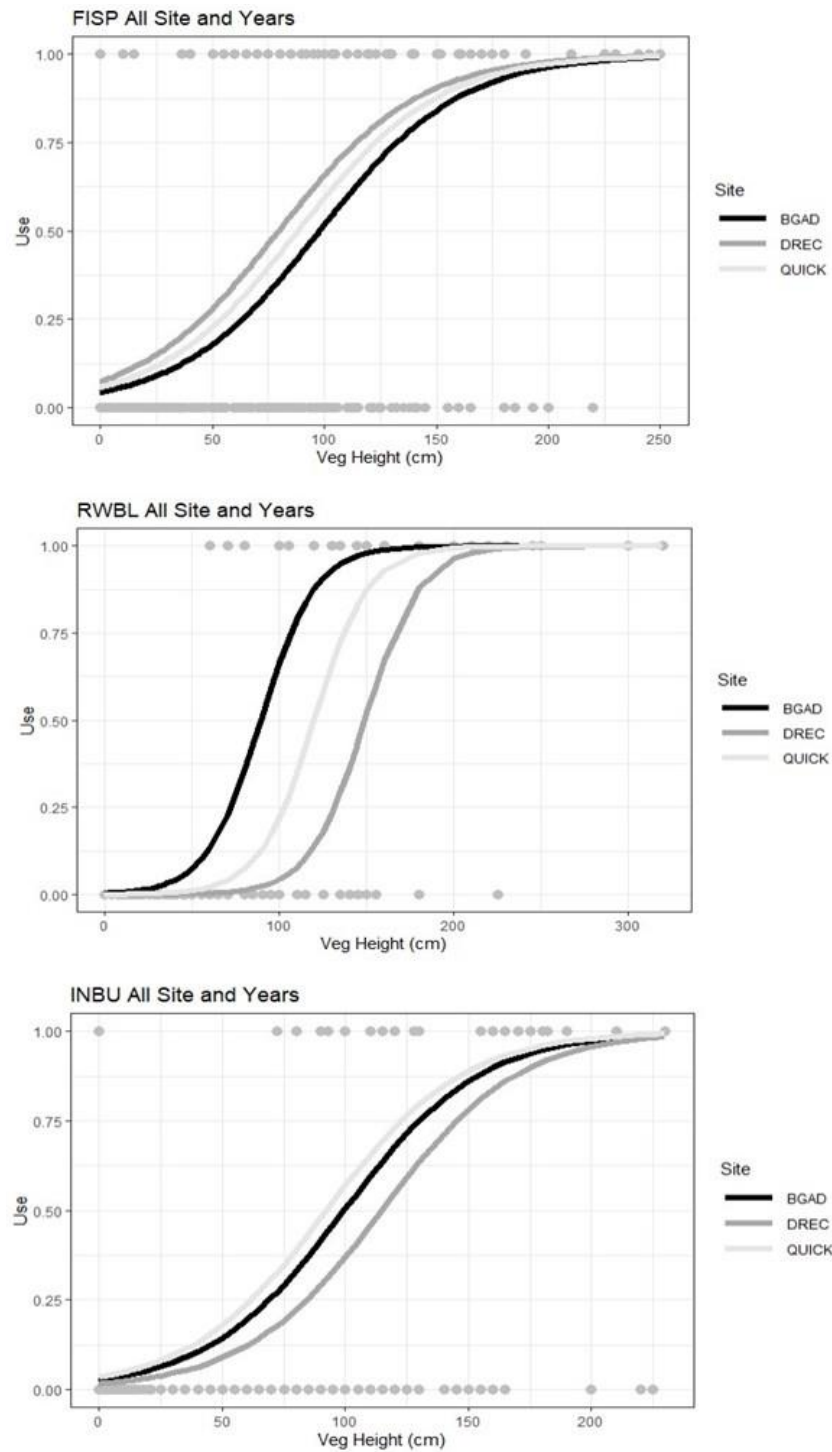 FISP All Site and Years
1.00
0.75
0.50
0.25
0.00
Use
0 50 100 150 200 250
Veg Height (cm)
Site
BGAD
DREC
QUICK
RWBL All Site and Years
1.00
0.75
0.50
0.25
0.00
Use
0 100 200 300
Veg Height (cm)
Site
BGAD
DREC
QUICK
INBU All Site and Years
1.00
0.75
0.50
0.25
0.00
Use
0 50 100 150 200
Veg Height (cm)
Site
BGAD
DREC
QUICK